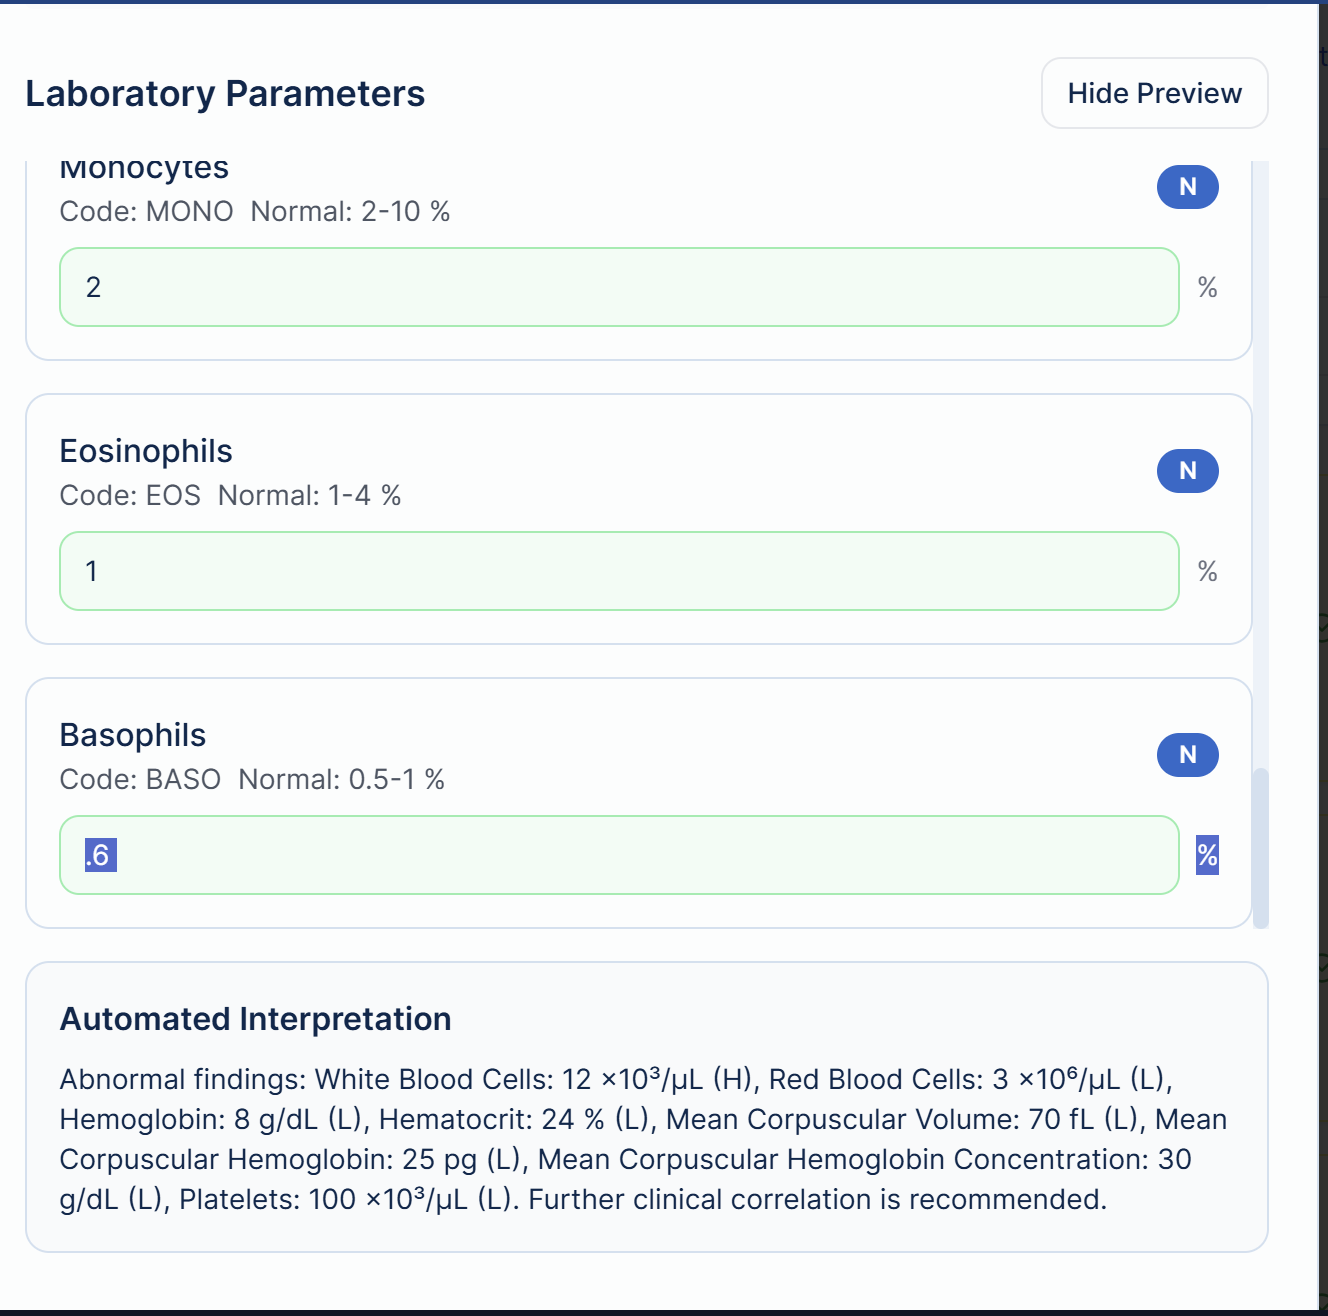 Laboratory Parameters
Hide Preview
Monocytes
N
Code: MONO Normal: 2-10 %
2
%
Eosinophils
N
Code: EOS Normal: 1-4 %
1
%
Basophils
N
Code: BASO Normal: 0.5-1 %
.6
%
Automated Interpretation
Abnormal findings: White Blood Cells: 12 ×10³/µL (H), Red Blood Cells: 3 ×10⁶/µL (L),
Hemoglobin: 8 g/dL (L), Hematocrit: 24 % (L), Mean Corpuscular Volume: 70 fL (L), Mean
Corpuscular Hemoglobin: 25 pg (L), Mean Corpuscular Hemoglobin Concentration: 30
g/dL (L), Platelets: 100 ×10³/µL (L). Further clinical correlation is recommended.